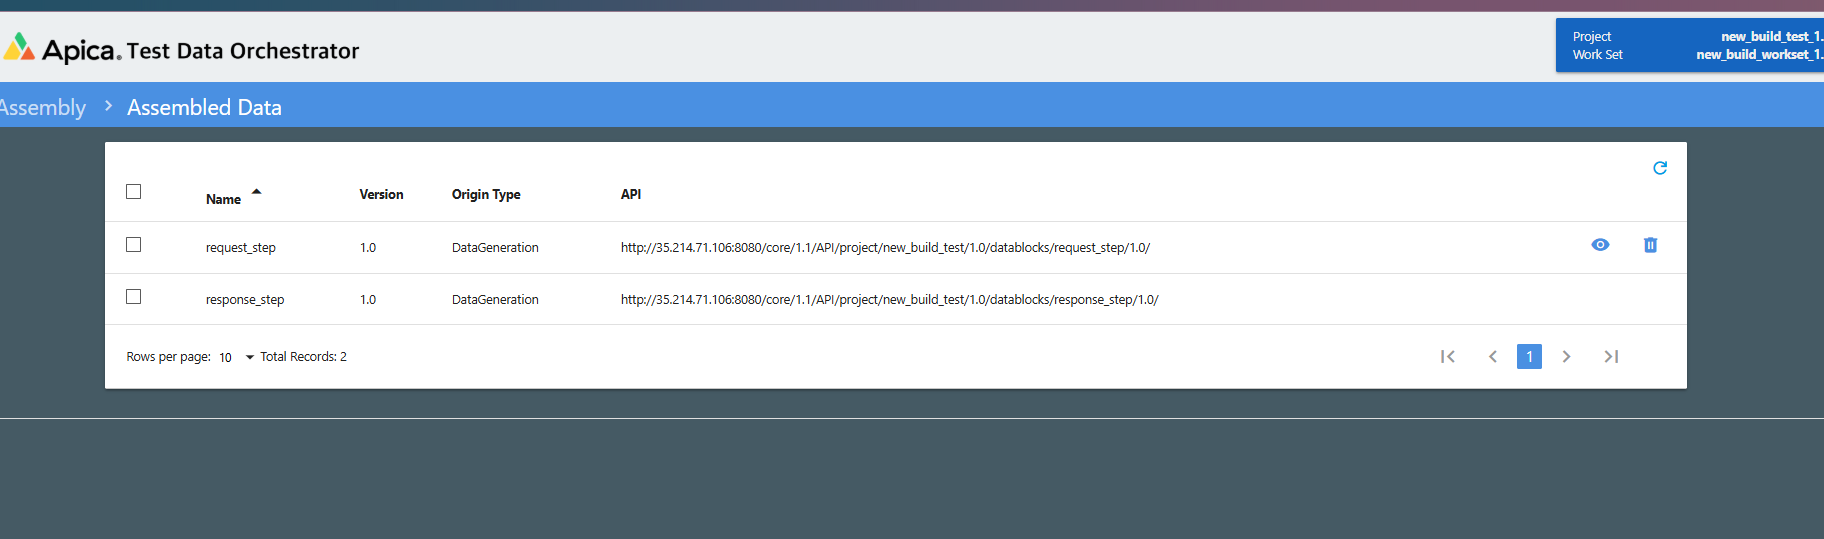 Apica. Test Data Orchestrator
Project new_build_test_1.
Work Set new_build_workset_1.
Assembly > Assembled Data
Name Version Origin Type API
request_step 1.0 DataGeneration http://35.214.71.106:8080/core/1.1/API/project/new_build_test/1.0/datablocks/request_step/1.0/
response_step 1.0 DataGeneration http://35.214.71.106:8080/core/1.1/API/project/new_build_test/1.0/datablocks/response_step/1.0/
Rows per page: 10 Total Records: 2 1